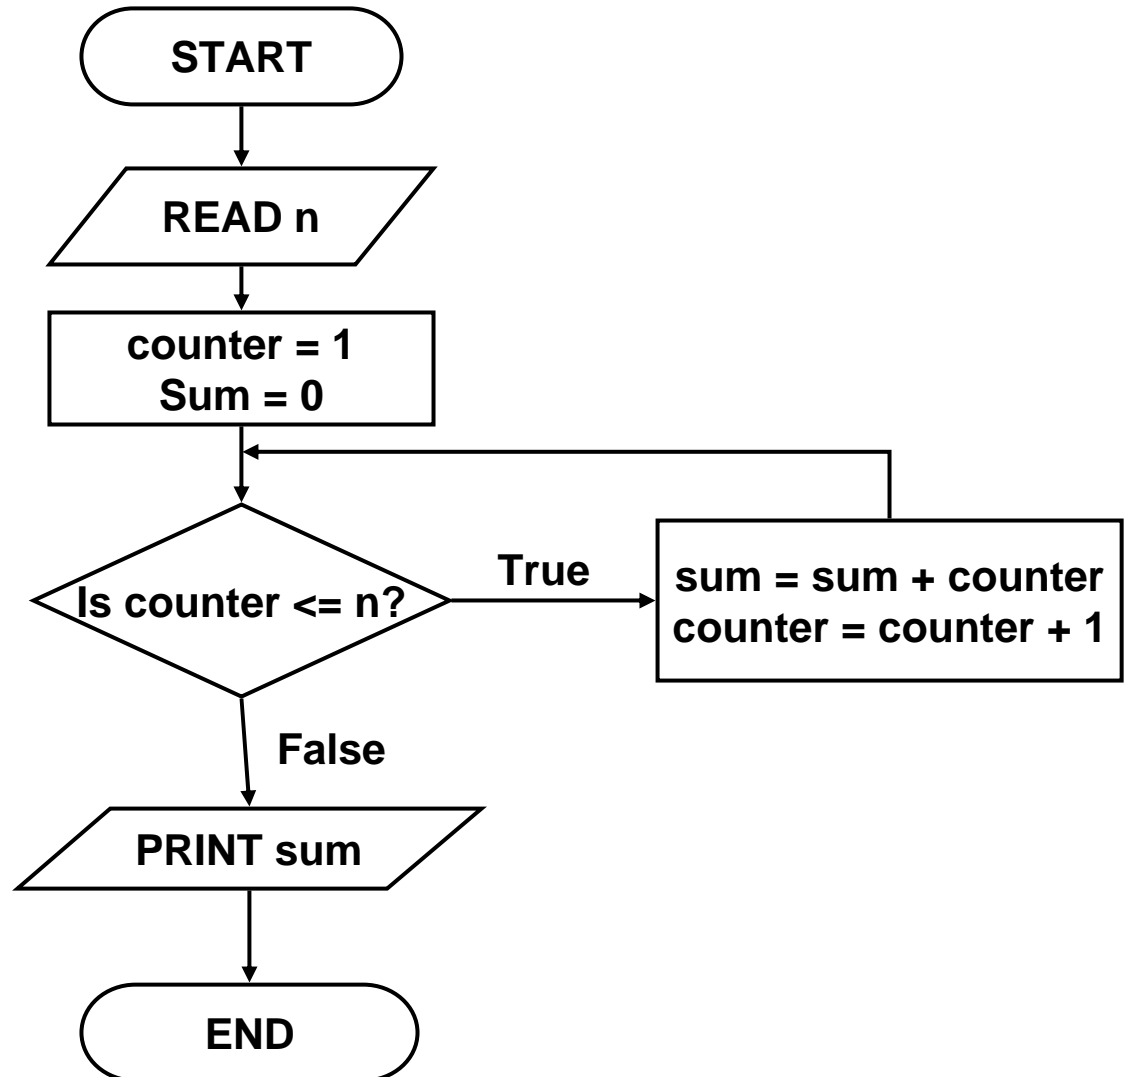 START
READ n
counter = 1
Sum = 0
Is counter <= n?
True
sum = sum + counter
counter = counter + 1
False
PRINT sum
END